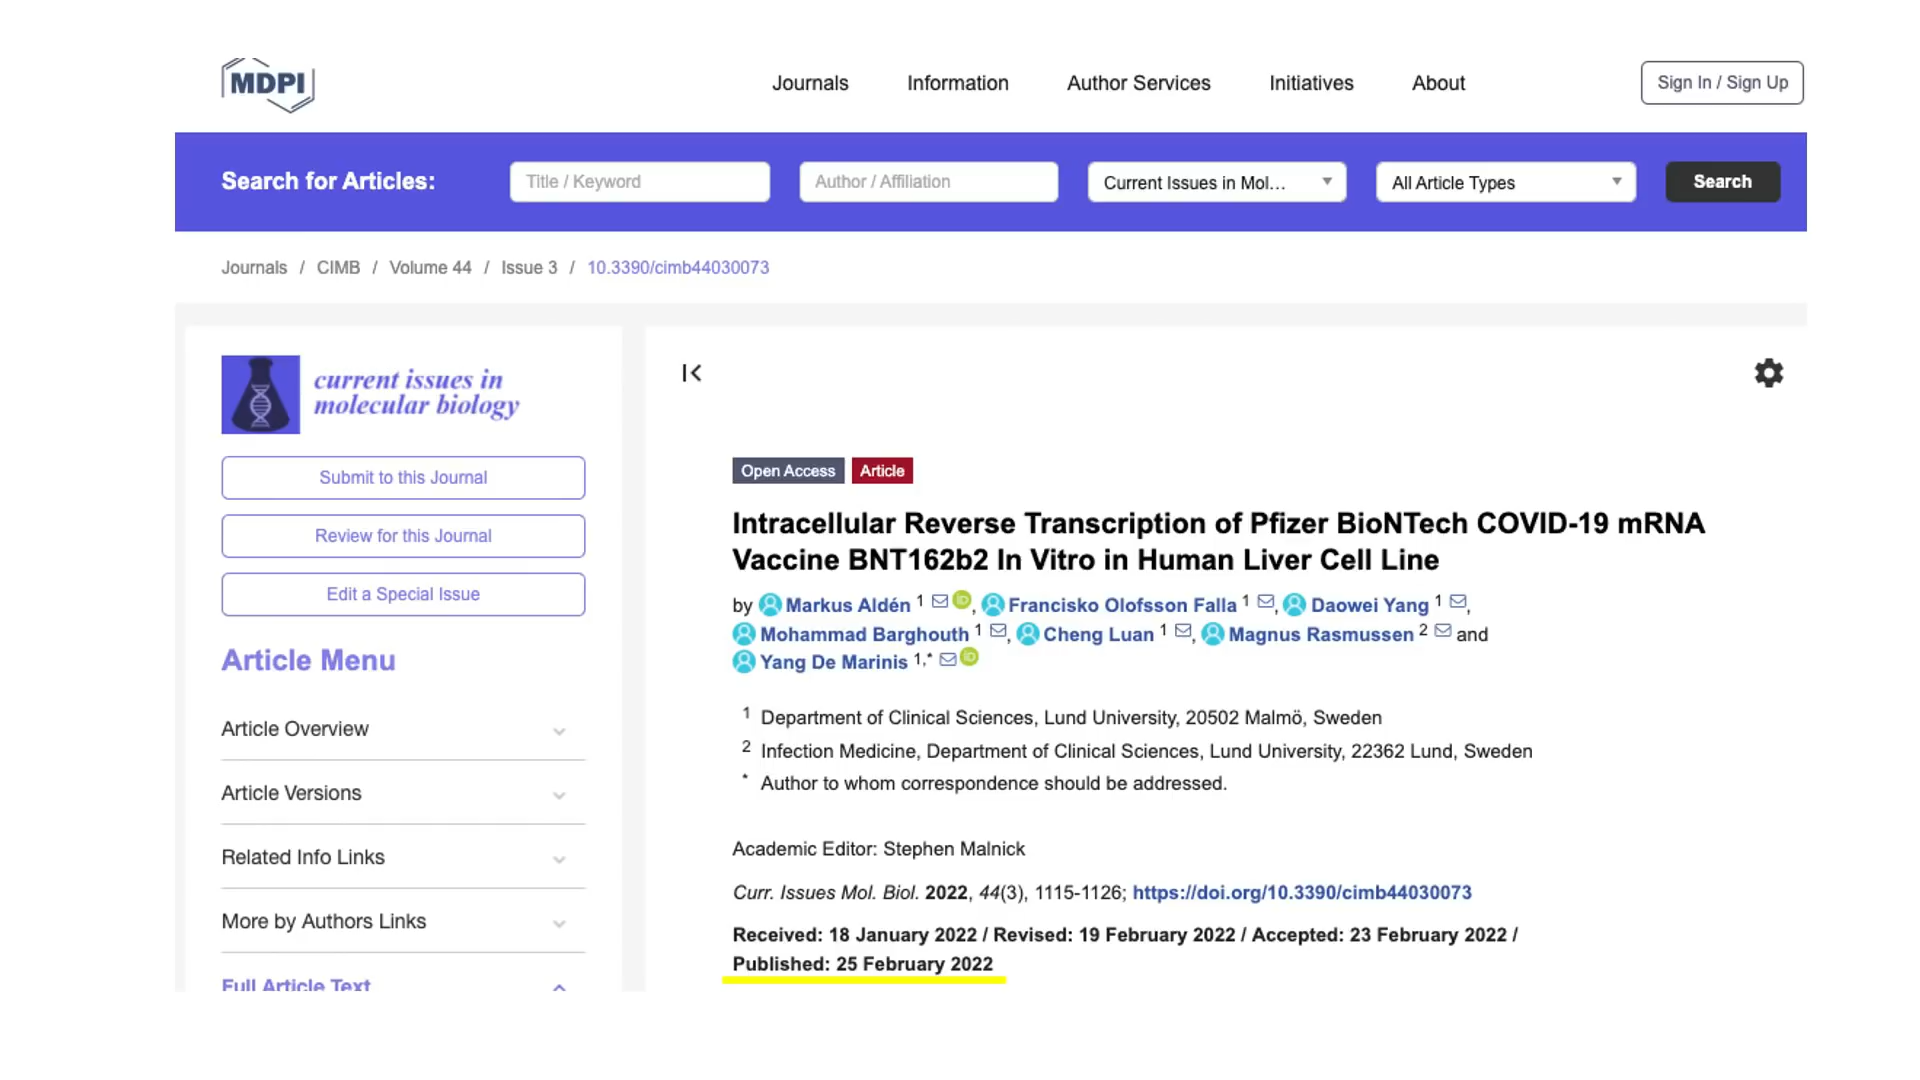 MDPI
Journals Information Author Services Initiatives About Sign In / Sign Up
Search for Articles: Title / Keyword Author / Affiliation Current Issues in Mol... All Article Types Search
Journals / CIMB / Volume 44 / Issue 3 / 10.3390/cimb44030073
current issues in
molecular biology
Submit to this Journal
Review for this Journal
Edit a Special Issue
Article Menu
Article Overview
Article Versions
Related Info Links
More by Authors Links
Full Article Text
Open Access Article
Intracellular Reverse Transcription of Pfizer BioNTech COVID-19 mRNA
Vaccine BNT162b2 In Vitro in Human Liver Cell Line
by Markus Aldén 1 iD, Francisko Olofsson Falla 1, Daowei Yang 1,
Mohammad Barghouth 1, Cheng Luan 1, Magnus Rasmussen 2 and
Yang De Marinis 1,* iD
1 Department of Clinical Sciences, Lund University, 20502 Malmö, Sweden
2 Infection Medicine, Department of Clinical Sciences, Lund University, 22362 Lund, Sweden
* Author to whom correspondence should be addressed.
Academic Editor: Stephen Malnick
Curr. Issues Mol. Biol. 2022, 44(3), 1115-1126; https://doi.org/10.3390/cimb44030073
Received: 18 January 2022 / Revised: 19 February 2022 / Accepted: 23 February 2022 /
Published: 25 February 2022